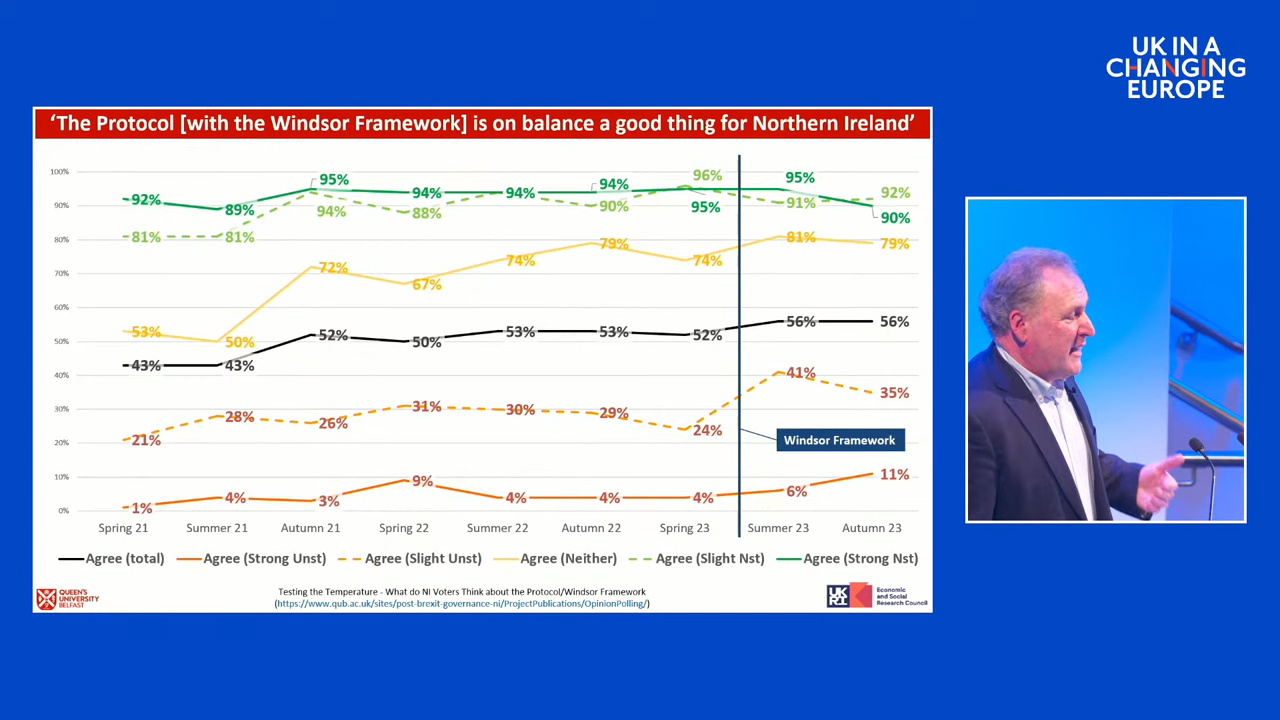 UK IN A
CHANGING
EUROPE
‘The Protocol [with the Windsor Framework] is on balance a good thing for Northern Ireland’
100%
90%
80%
70%
60%
50%
40%
30%
20%
10%
0%
92% 89% 95% 94% 94% 94% 95% 95% 90%
81% 81% 94% 88% 90% 96% 91% 92%
53% 50% 72% 67% 74% 79% 74% 81% 79%
43% 43% 52% 50% 53% 53% 52% 56% 56%
21% 28% 26% 31% 30% 29% 24% 41% 35%
Windsor Framework
1% 4% 3% 9% 4% 4% 4% 6% 11%
Spring 21 Summer 21 Autumn 21 Spring 22 Summer 22 Autumn 22 Spring 23 Summer 23 Autumn 23
Agree (total) Agree (Strong Unst) Agree (Slight Unst) Agree (Neither) Agree (Slight Nst) Agree (Strong Nst)
QUEEN'S
UNIVERSITY
BELFAST
Testing the Temperature - What do NI Voters Think about the Protocol/Windsor Framework
(https://www.qub.ac.uk/sites/post-brexit-governance-ni/ProjectPublications/OpinionPolling/)
UK
RI
Economic
and Social
Research Council